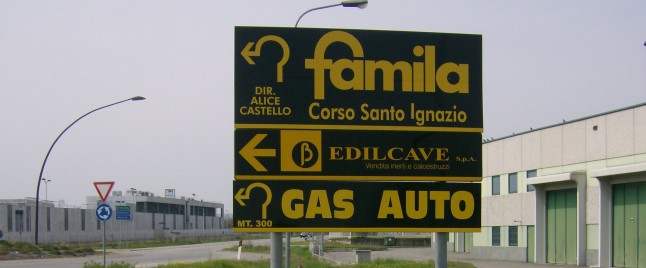 famila
DIR.
ALICE
CASTELLO
Corso Santo Ignazio
β EDILCAVE S.p.A.
Vendita inerti e calcestruzzi
GAS AUTO
MT. 300